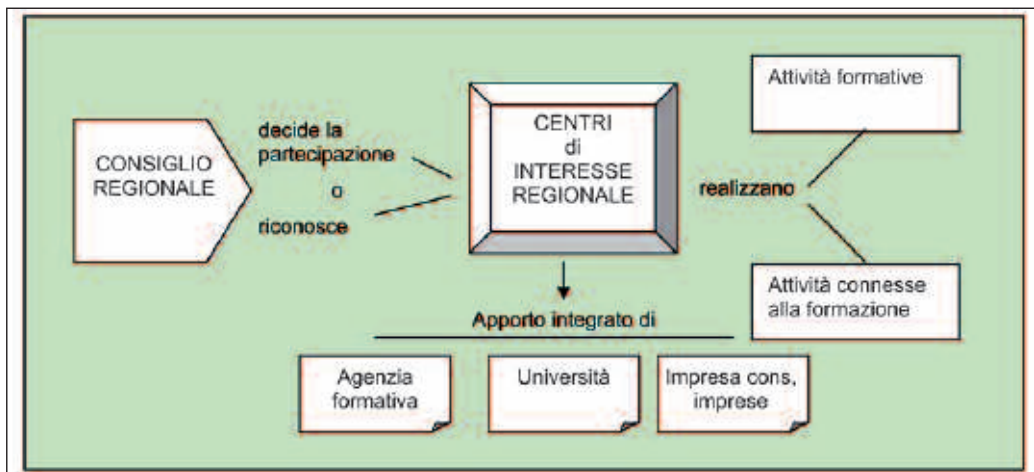 CONSIGLIO
REGIONALE
decide la
partecipazione
o
riconosce
CENTRI
di
INTERESSE
REGIONALE
realizzano
Attività formative
Attività connesse
alla formazione
Apporto integrato di
Agenzia
formativa
Università
Impresa cons,
imprese